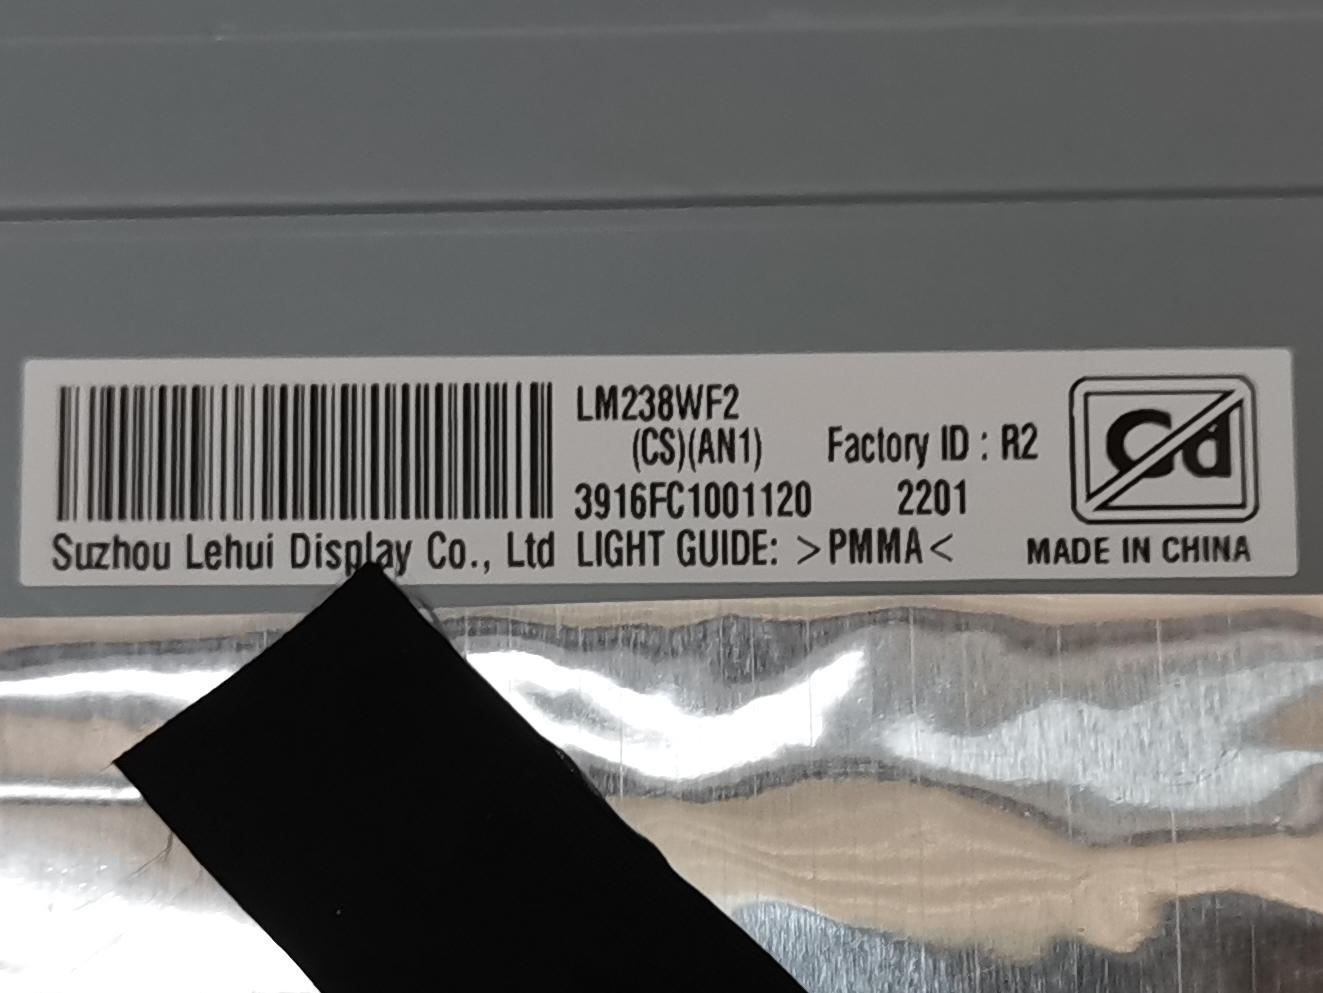 LM238WF2
(CS)(AN1) Factory ID : R2
3916FC1001120 2201
Suzhou Lehui Display Co., Ltd LIGHT GUIDE: >PMMA< MADE IN CHINA
Cd